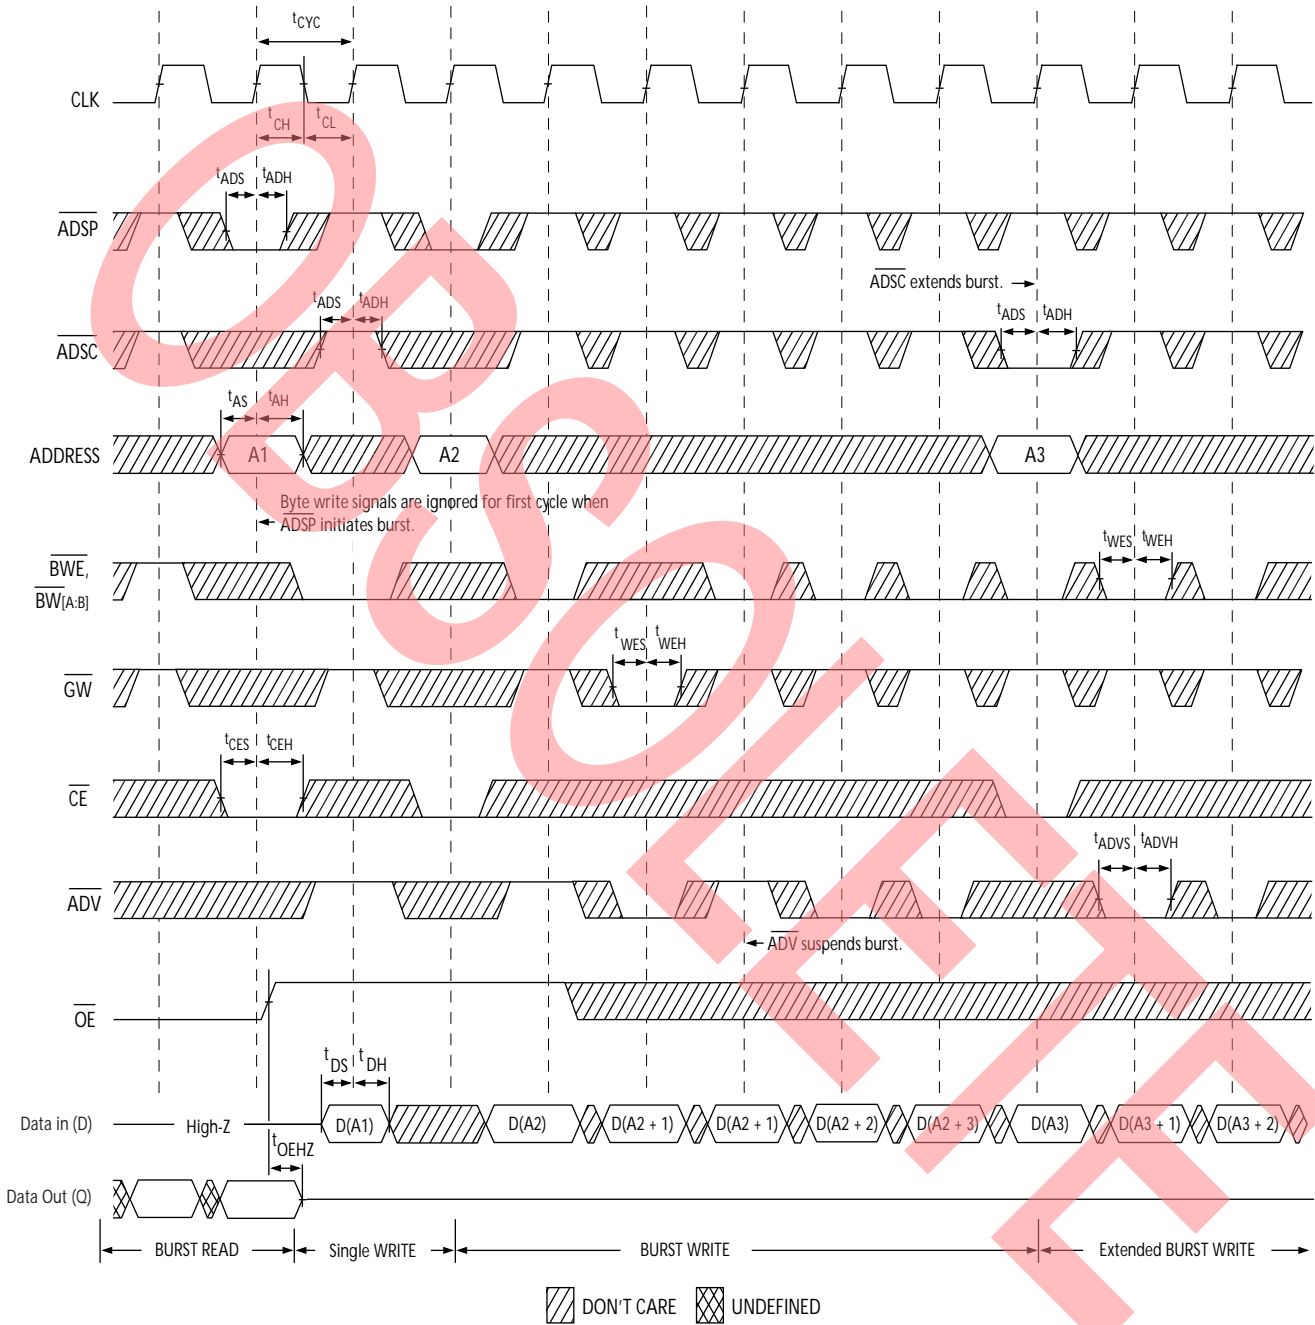 tCYC
CLK
tCH
tCL
tADS
tADH
ADSP
ADSC extends burst.
tADS
tADH
tADS
tADH
ADSC
tAS
tAH
ADDRESS
A1
A2
A3
Byte write signals are ignored for first cycle when
ADSP initiates burst.
tWES
tWEH
BWE,
BW[A:B]
tWES
tWEH
GW
tCES
tCEH
CE
tADVS
tADVH
ADV
ADV suspends burst.
OE
tDS
tDH
Data in (D)
High-Z
D(A1)
D(A2)
D(A2 + 1)
D(A2 + 1)
D(A2 + 2)
D(A2 + 3)
D(A3)
D(A3 + 1)
D(A3 + 2)
tOEHZ
Data Out (Q)
BURST READ
Single WRITE
BURST WRITE
Extended BURST WRITE
DON'T CARE
UNDEFINED
OBSOLETE